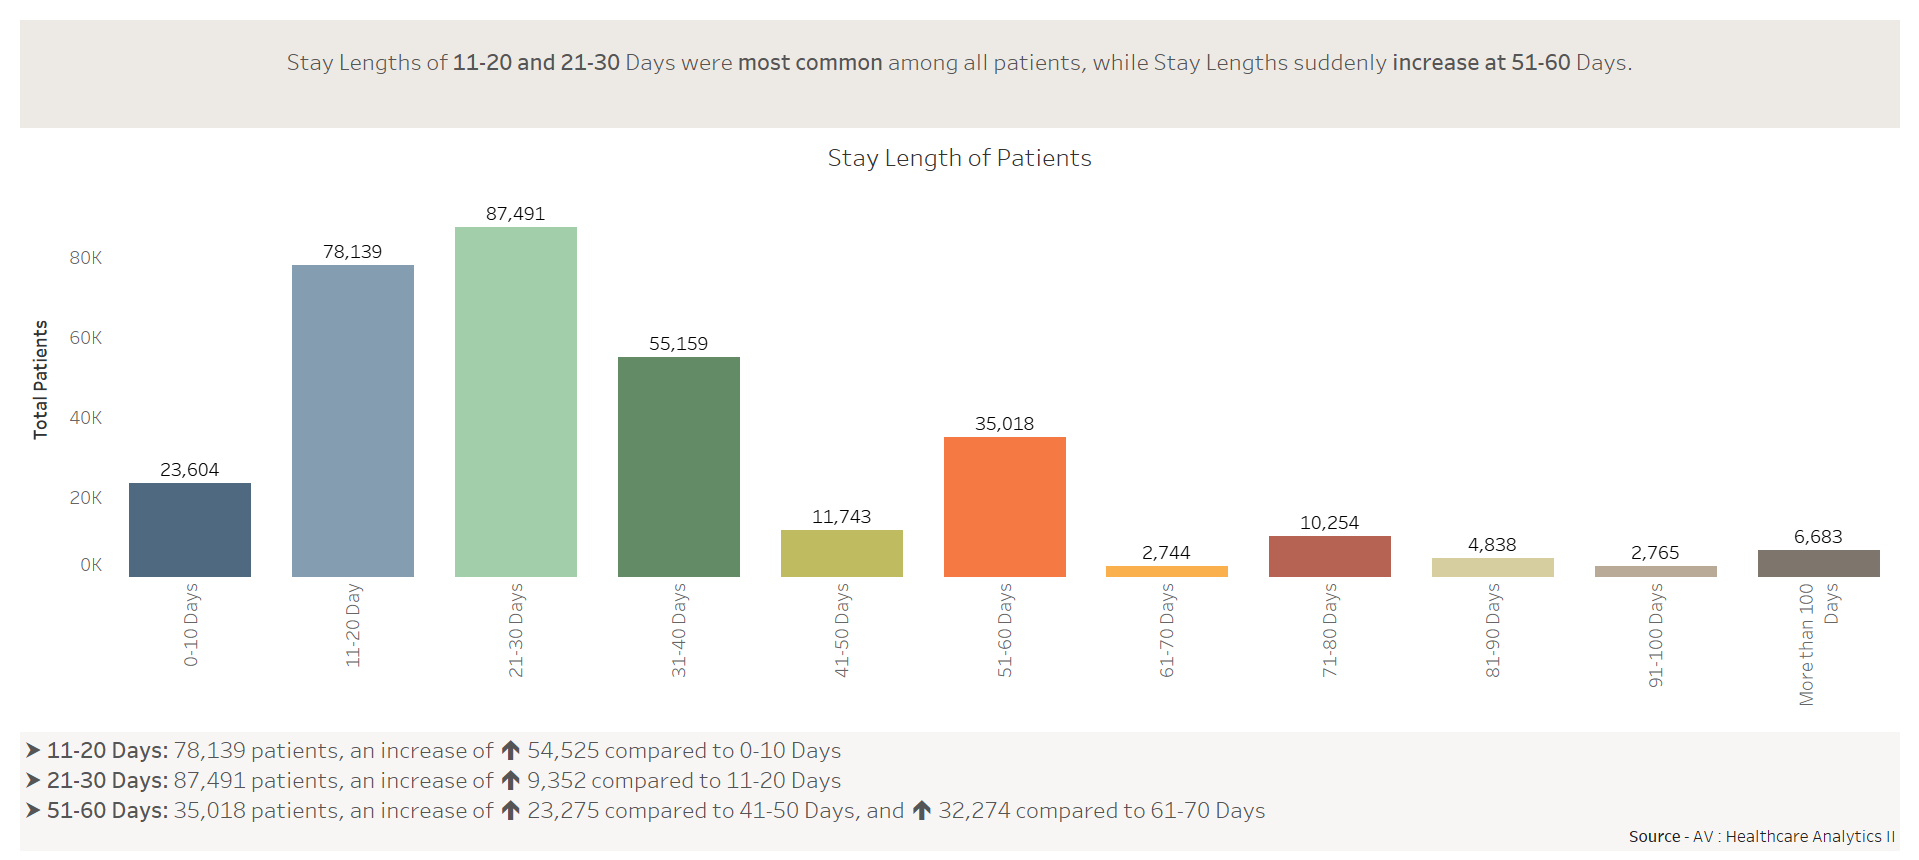 Stay Lengths of 11-20 and 21-30 Days were most common among all patients, while Stay Lengths suddenly increase at 51-60 Days.
Stay Length of Patients
Total Patients
80K
60K
40K
20K
0K
23,604
78,139
87,491
55,159
11,743
35,018
2,744
10,254
4,838
2,765
6,683
0-10 Days
11-20 Day
21-30 Days
31-40 Days
41-50 Days
51-60 Days
61-70 Days
71-80 Days
81-90 Days
91-100 Days
More than 100
Days
➤ 11-20 Days: 78,139 patients, an increase of 🡹 54,525 compared to 0-10 Days
➤ 21-30 Days: 87,491 patients, an increase of 🡹 9,352 compared to 11-20 Days
➤ 51-60 Days: 35,018 patients, an increase of 🡹 23,275 compared to 41-50 Days, and 🡹 32,274 compared to 61-70 Days
Source - AV : Healthcare Analytics II